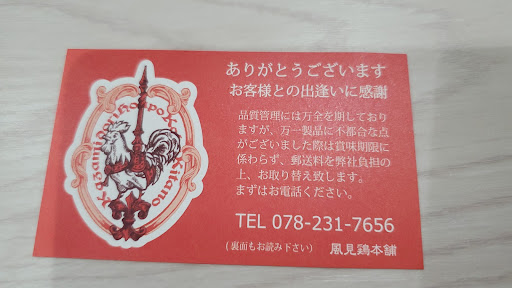 Kazamidorihonpo Kobe Kitano
ありがとうございます
お客様との出逢いに感謝
品質管理には万全を期しており
ますが、万一製品に不都合な点
がございました際は賞味期限に
係わらず、郵送料を弊社負担の
上、お取り替え致します。
まずはお電話ください。
TEL 078-231-7656
(裏面もお読み下さい) 風見鶏本舗